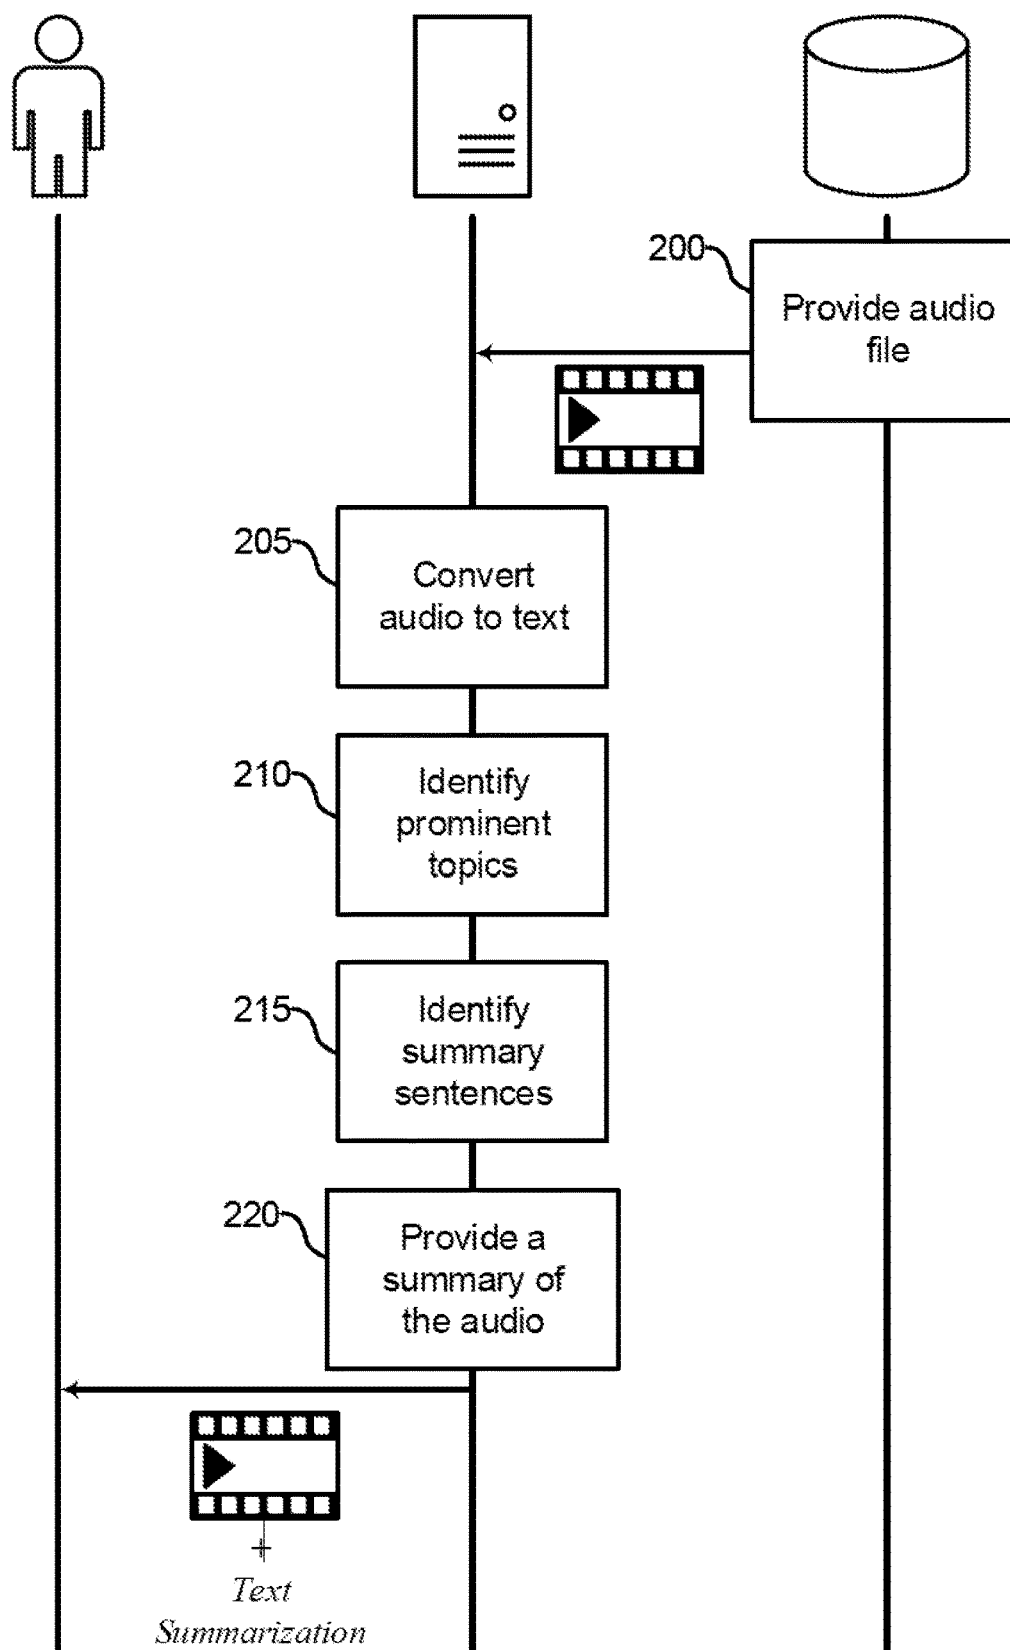 200
Provide audio
file
205
Convert
audio to text
210
Identify
prominent
topics
215
Identify
summary
sentences
220
Provide a
summary of
the audio
+
Text
Summarization